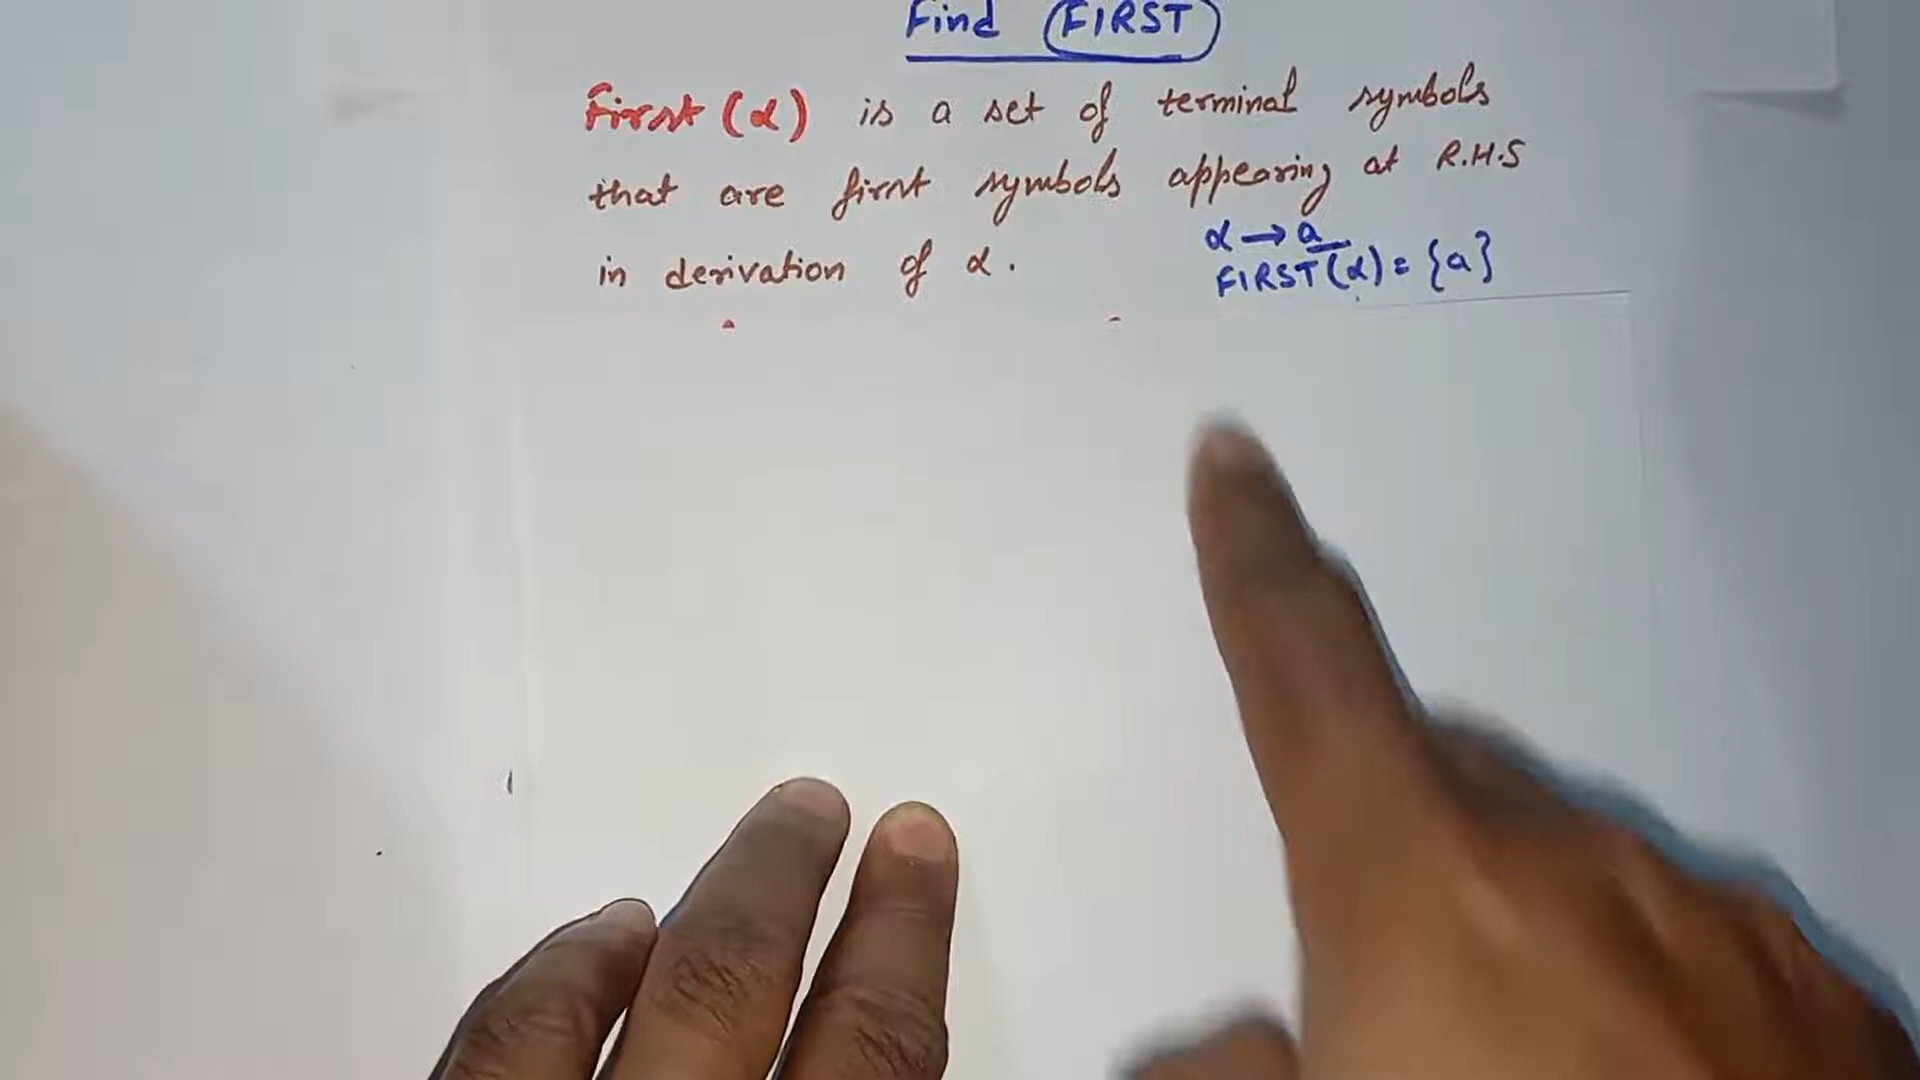 Find FIRST
First (α) is a set of terminal symbols
that are first symbols appearing at R.H.S
in derivation of α.
α → a
FIRST(α) = {a}